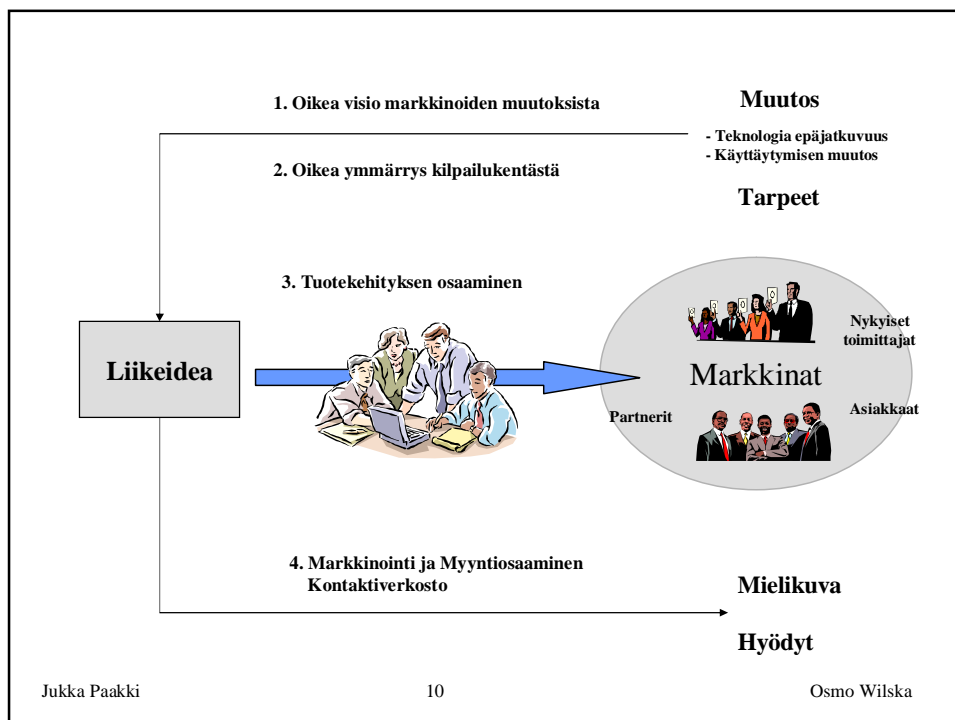 1. Oikea visio markkinoiden muutoksista
Muutos
- Teknologia epäjatkuvuus
- Käyttäytymisen muutos
2. Oikea ymmärrys kilpailukentästä
Tarpeet
3. Tuotekehityksen osaaminen
Nykyiset
toimittajat
Liikeidea
Markkinat
Partnerit
Asiakkaat
4. Markkinointi ja Myyntiosaaminen
Kontaktiverkosto
Mielikuva
Hyödyt
Jukka Paakki
10
Osmo Wilska